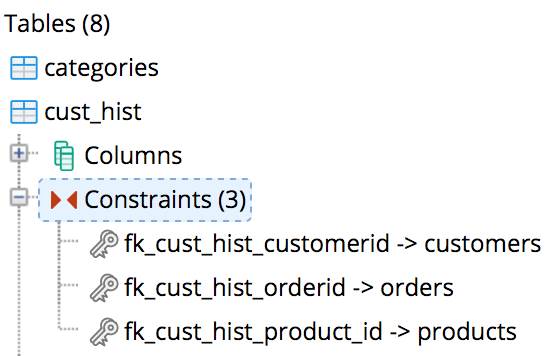 Tables (8)
categories
cust_hist
Columns
Constraints (3)
fk_cust_hist_customerid -> customers
fk_cust_hist_orderid -> orders
fk_cust_hist_product_id -> products